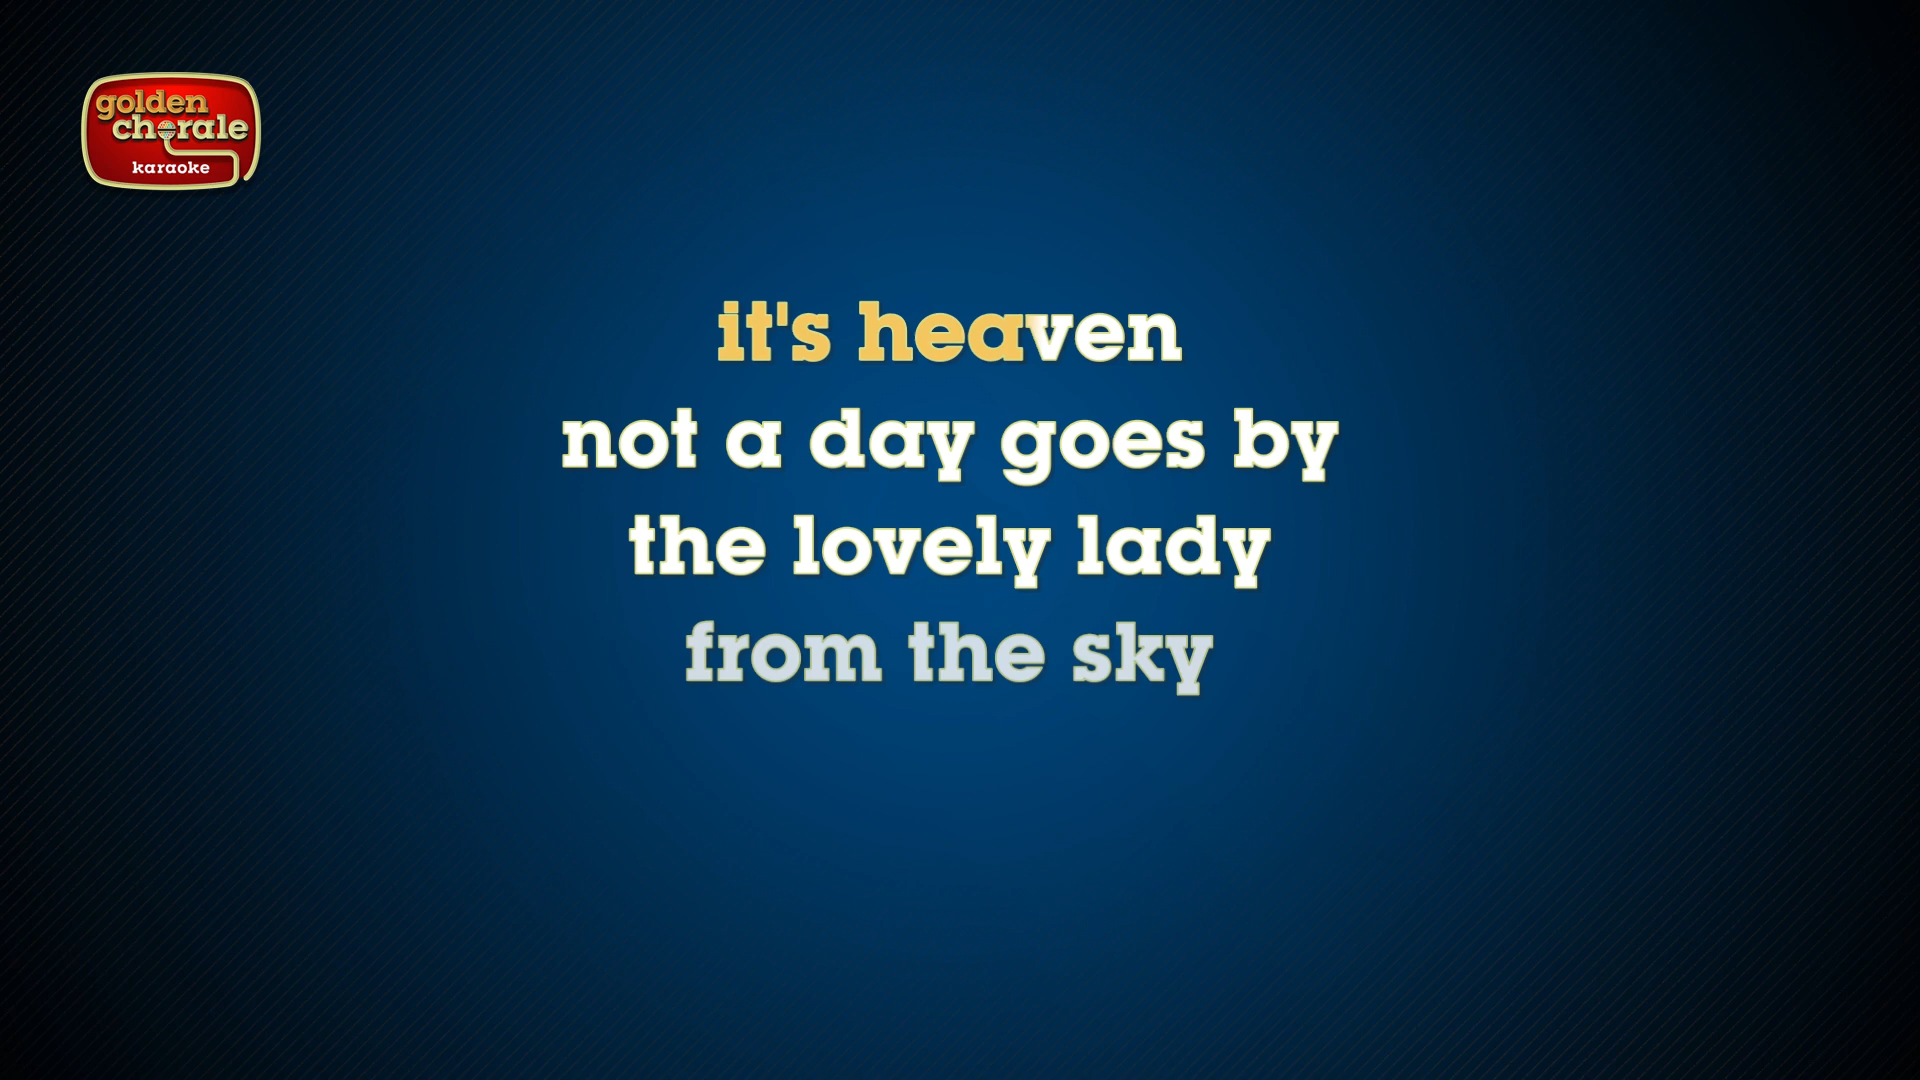 golden
chorale
karaoke
it's heaven
not a day goes by
the lovely lady
from the sky